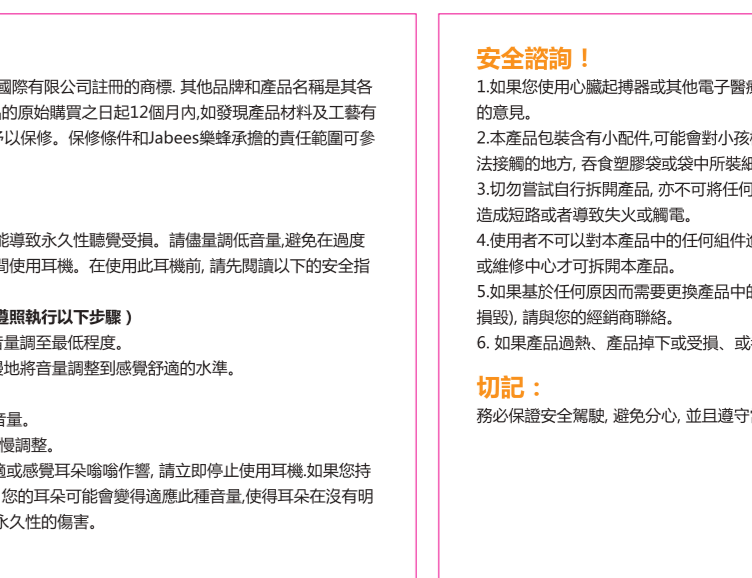 國際有限公司註冊的商標. 其他品牌和產品名稱是其各
的原始購買之日起12個月內,如發現產品材料及工藝有
以保修。保修條件和Jabees樂蜂承擔的責任範圍可參
能導致永久性聽覺受損。請儘量調低音量,避免在過度
間使用耳機。在使用此耳機前, 請先閱讀以下的安全指
遵照執行以下步驟）
音量調至最低程度。
地將音量調整到感覺舒適的水準。
音量。
慢調整。
適或感覺耳朵嗡嗡作響, 請立即停止使用耳機.如果您持
您的耳朵可能會變得適應此種音量,使得耳朵在沒有明
永久性的傷害。
安全諮詢！
1.如果您使用心臟起搏器或其他電子醫療
的意見。
2.本產品包裝含有小配件,可能會對小孩
法接觸的地方, 吞食塑膠袋或袋中所裝細
3.切勿嘗試自行拆開產品, 亦不可將任何
造成短路或者導致失火或觸電。
4.使用者不可以對本產品中的任何組件進
或維修中心才可拆開本產品。
5.如果基於任何原因而需要更換產品中的
損毀), 請與您的經銷商聯絡。
6. 如果產品過熱、產品掉下或受損、或
切記：
務必保證安全駕駛, 避免分心, 並且遵守